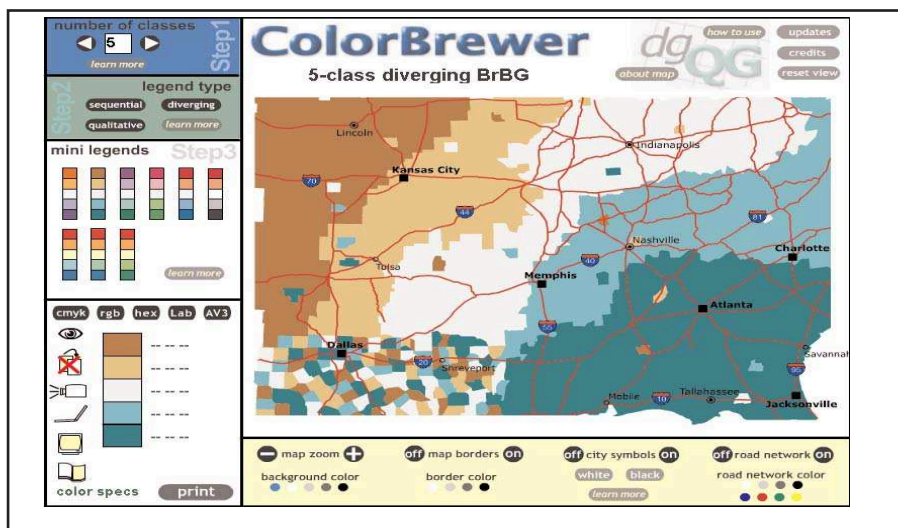 number of classes
5
learn more
Step1
legend type
Step2
sequential
diverging
qualitative
learn more
mini legends
Step3
learn more
cmyk rgb hex Lab AV3
-- -- --
-- -- --
-- -- --
-- -- --
-- -- --
color specs
print
ColorBrewer
5-class diverging BrBG
dg
QG
how to use
about map
updates
credits
reset view
Lincoln
Indianapolis
Kansas City
70
44
81
Nashville
Charlotte
Tulsa
40
Memphis
Atlanta
55
Dallas
20
Shreveport
Savannah
95
Mobile
10
Tallahassee
Jacksonville
map zoom
off map borders on
off city symbols on
off road network on
background color
border color
white
black
learn more
road network color